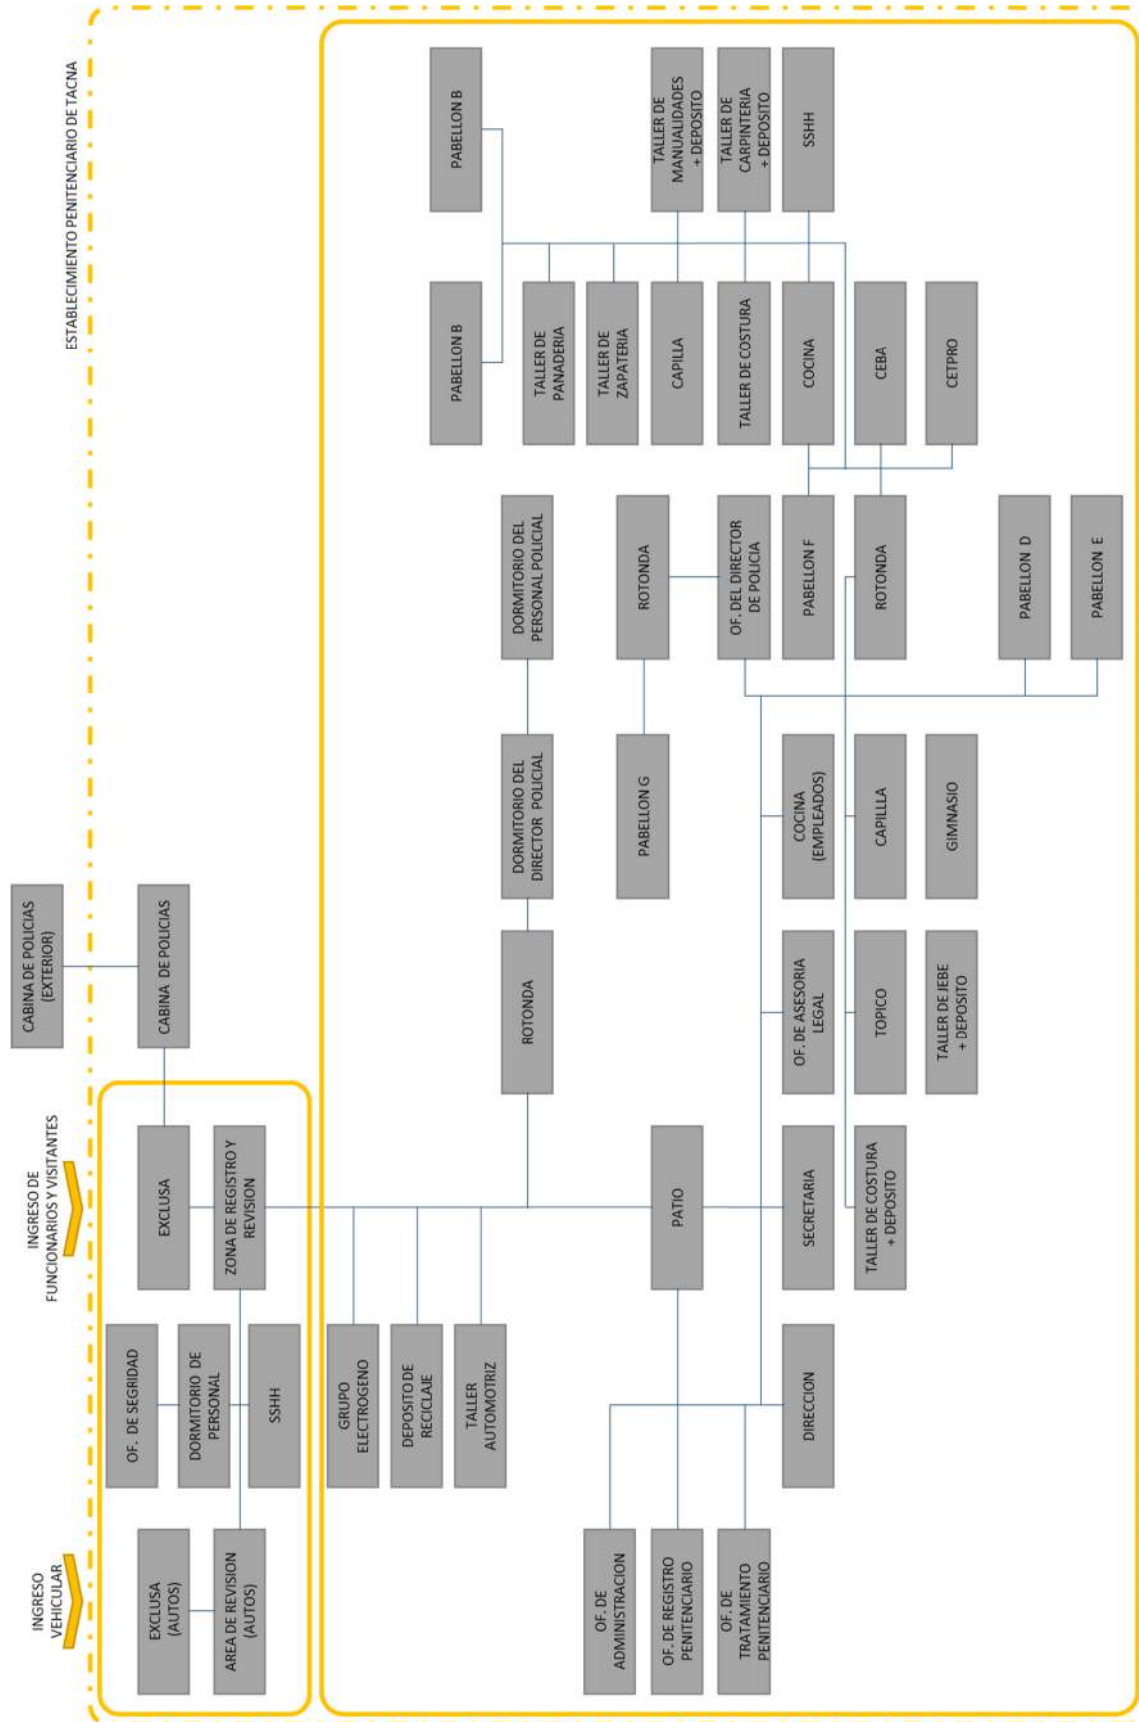 CABINA DE POLICIAS
(EXTERIOR)
INGRESO
VEHICULAR
INGRESO DE
FUNCIONARIOS Y VISITANTES
ESTABLECIMINTO PENITENCIARIO DE TACNA
OF. DE SEGRIDAD
EXCLUSA
(AUTOS)
EXCLUSA
CABINA DE POLICIAS
DORMITORIO DE
PERSONAL
AREA DE REVISION
(AUTOS)
ZONA DE REGISTRO Y
REVISION
SSHH
GRUPO
ELECTROGENO
DEPOSITO DE
RECICLAJE
TALLER
AUTOMOTRIZ
PABELLON B
PABELLON B
ROTONDA
DORMITORIO DEL
DIRECTOR POLICIAL
DORMITORIO DEL
PERSONAL POLICIAL
TALLER DE
PANADERIA
OF. DE
ADMINISTRACION
TALLER DE
ZAPATERIA
PABELLON G
ROTONDA
OF. DE REGISTRO
PENITENCIARIO
PATIO
CAPILLA
TALLER DE
MANUALIDADES
+ DEPOSITO
OF. DE
TRATAMIENTO
PENITENCIARIO
OF. DEL DIRECTOR
DE POLICIA
TALLER DE COSTURA
TALLER DE
CARPINTERIA
+ DEPOSITO
DIRECCION
SECRETARIA
OF. DE ASESORIA
LEGAL
COCINA
(EMPLEADOS)
PABELLON F
COCINA
SSHH
TALLER DE COSTURA
+ DEPOSITO
TOPICO
CAPILLLA
ROTONDA
CEBA
TALLER DE JEBE
+ DEPOSITO
GIMNASIO
CETPRO
PABELLON D
PABELLON E